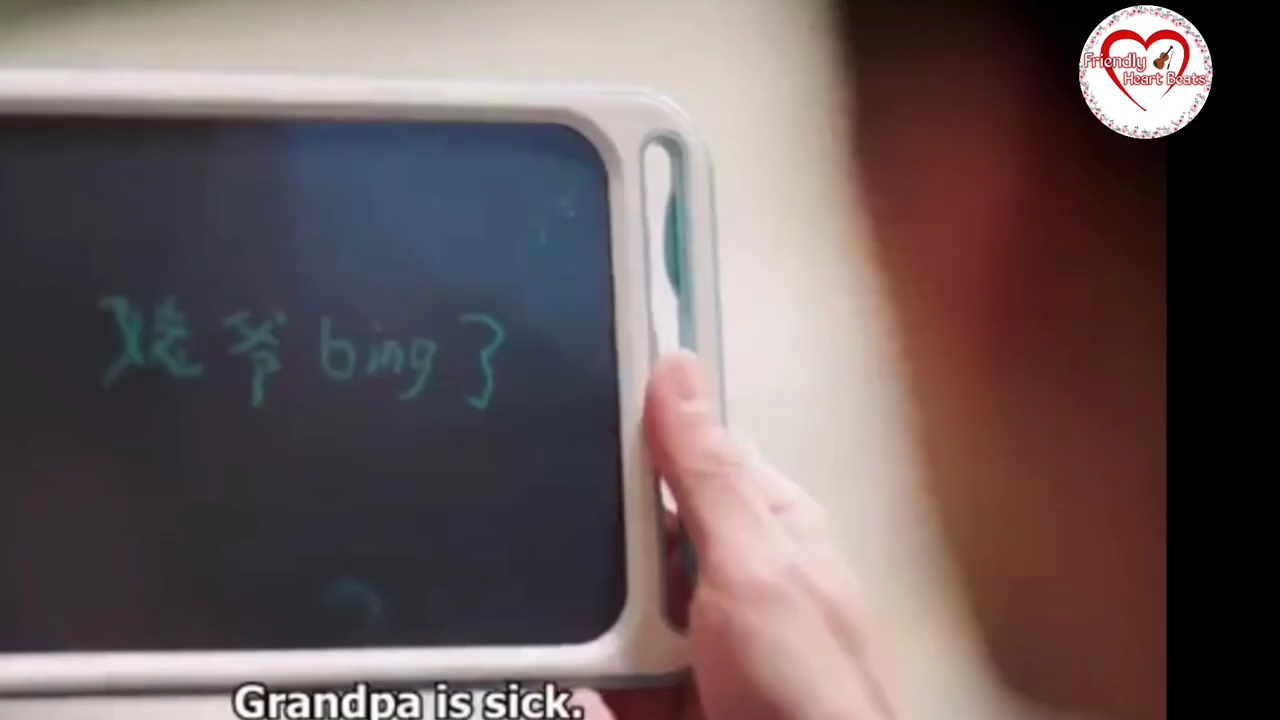 Friendly
Heart Beats
姥爷bing了
Grandpa is sick.